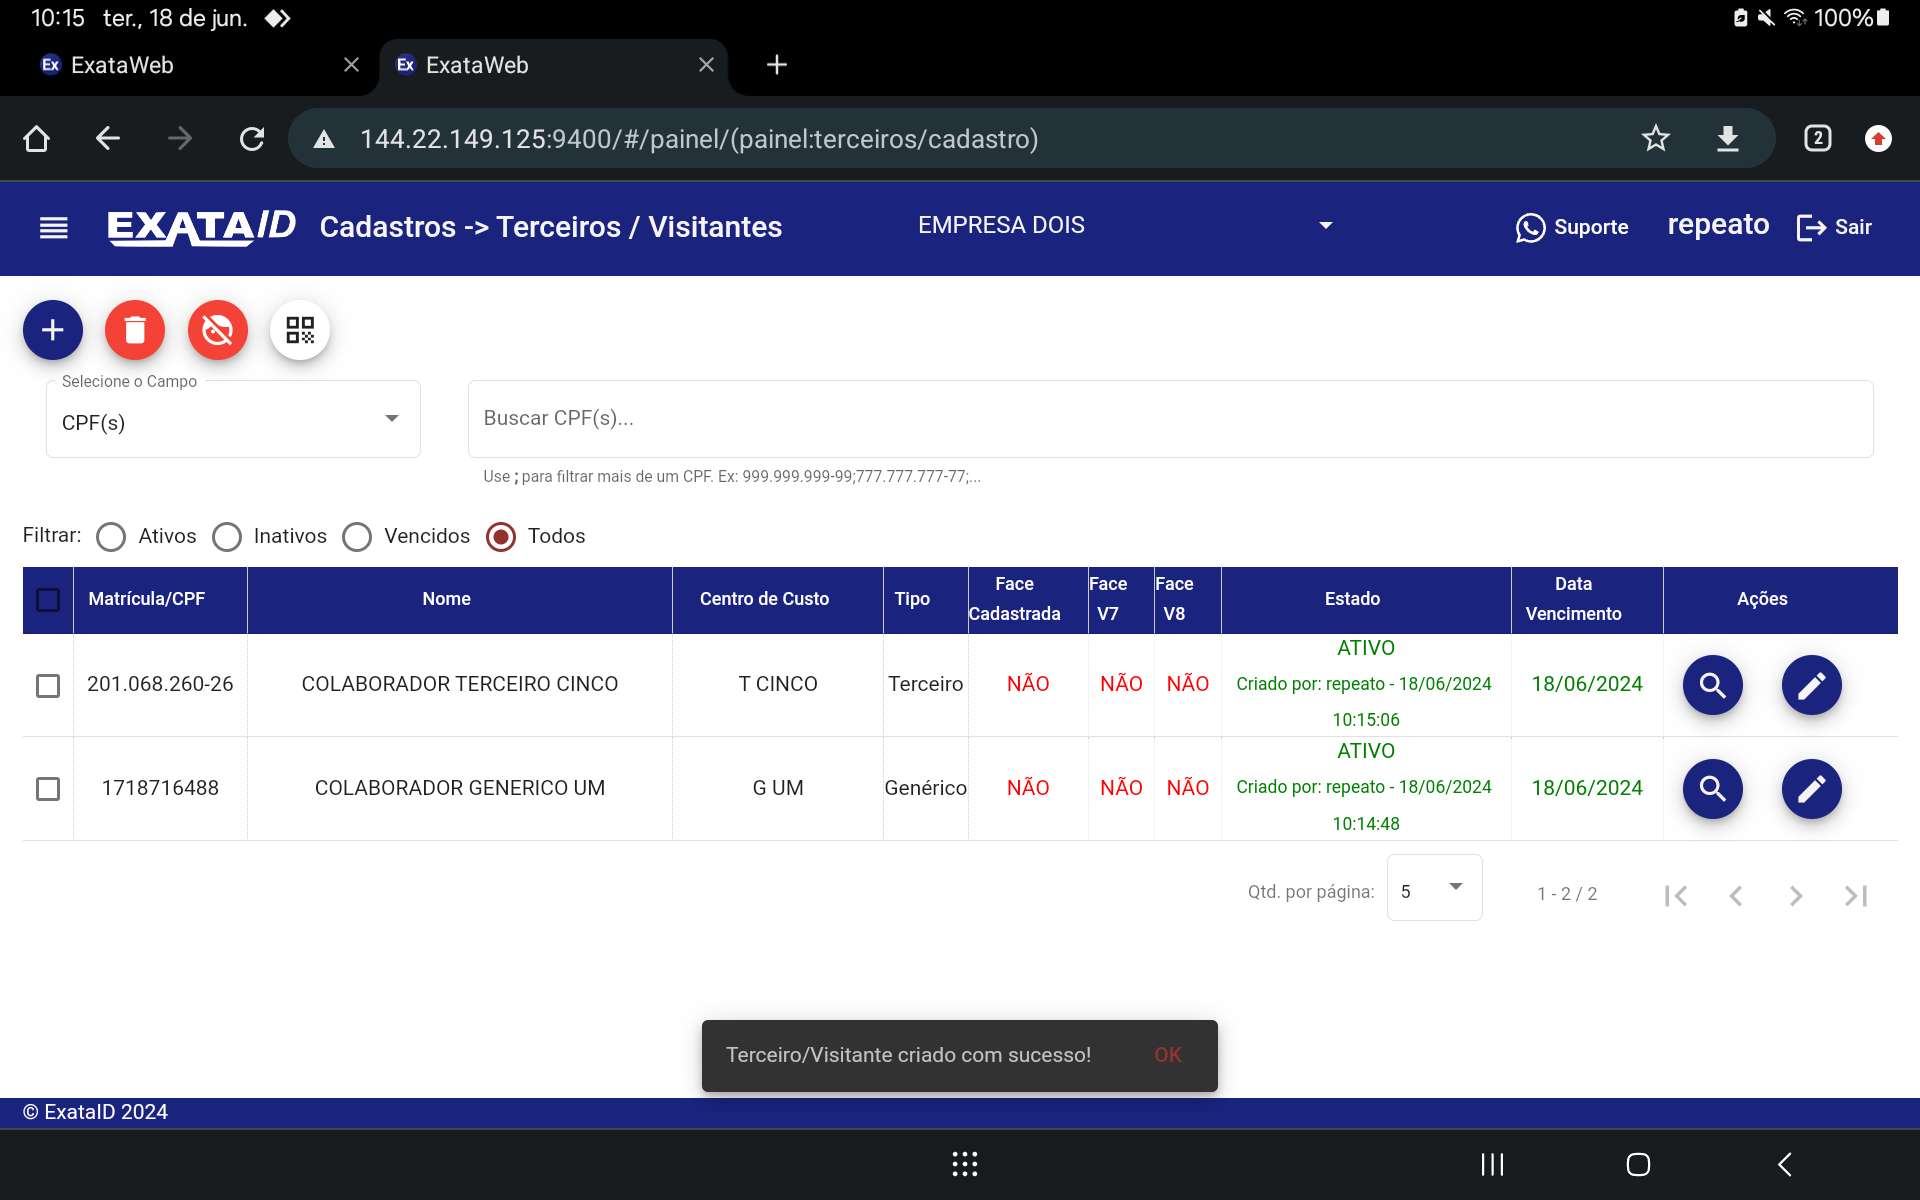 10:15 ter., 18 de jun. 100%
Ex ExataWeb Ex ExataWeb
144.22.149.125:9400/#/painel/(painel:terceiros/cadastro) 2
EXATAID Cadastros -> Terceiros / Visitantes EMPRESA DOIS Suporte repeato Sair
Selecione o Campo
CPF(s) Buscar CPF(s)...
Use ; para filtrar mais de um CPF. Ex: 999.999.999-99;777.777.777-77;...
Filtrar: Ativos Inativos Vencidos Todos
Matrícula/CPF Nome Centro de Custo Tipo Face Cadastrada Face V7 Face V8 Estado Data Vencimento Ações
201.068.260-26 COLABORADOR TERCEIRO CINCO T CINCO Terceiro NÃO NÃO NÃO ATIVO Criado por: repeato - 18/06/2024 10:15:06 18/06/2024
1718716488 COLABORADOR GENERICO UM G UM Genérico NÃO NÃO NÃO ATIVO Criado por: repeato - 18/06/2024 10:14:48 18/06/2024
Qtd. por página: 5 1 - 2 / 2
Terceiro/Visitante criado com sucesso! OK
© ExataID 2024